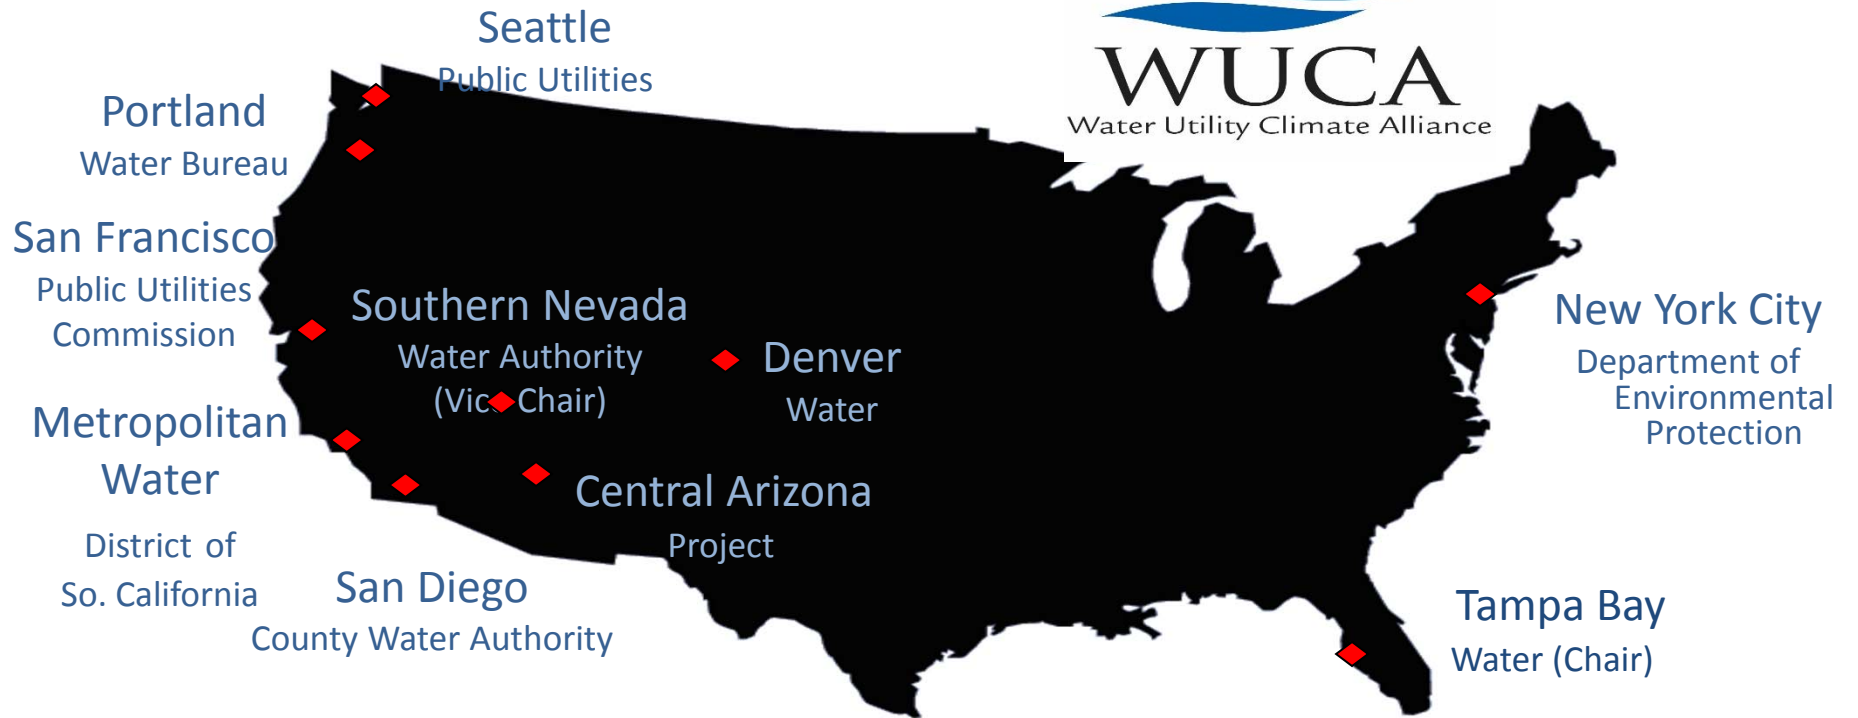 Seattle
Public Utilities
WUCA
Water Utility Climate Alliance
Portland
Water Bureau
San Francisco
Public Utilities
Commission
Southern Nevada
Water Authority
(Vice Chair)
Denver
Water
New York City
Department of
Environmental
Protection
Metropolitan
Water
District of
So. California
Central Arizona
Project
San Diego
County Water Authority
Tampa Bay
Water (Chair)